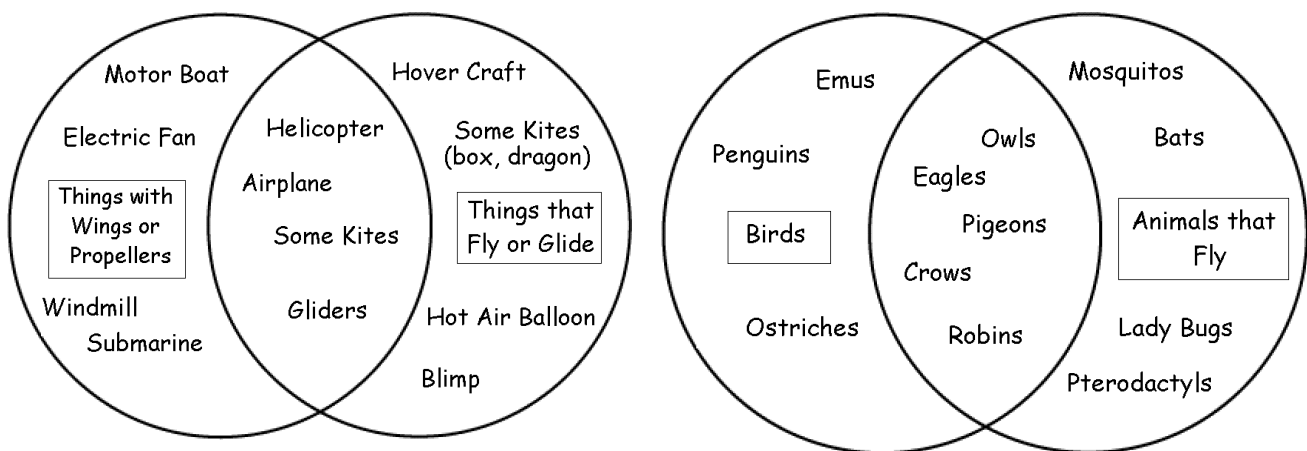 Motor Boat
Electric Fan
Things with
Wings or
Propellers
Windmill
Submarine
Helicopter
Airplane
Some Kites
Gliders
Hover Craft
Some Kites
(box, dragon)
Things that
Fly or Glide
Hot Air Balloon
Blimp
Emus
Penguins
Birds
Ostriches
Owls
Eagles
Pigeons
Crows
Robins
Mosquitos
Bats
Animals that
Fly
Lady Bugs
Pterodactyls